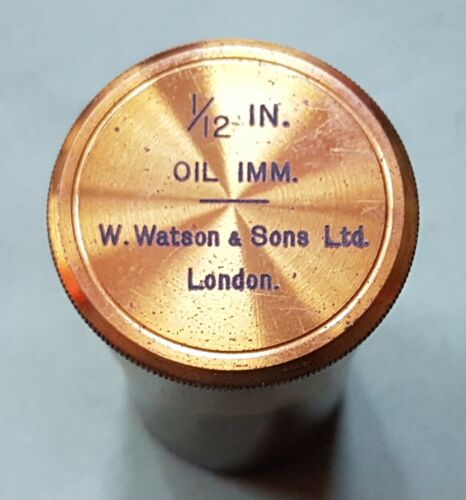 1/12 IN.
OIL IMM.
W. Watson & Sons Ltd.
London.